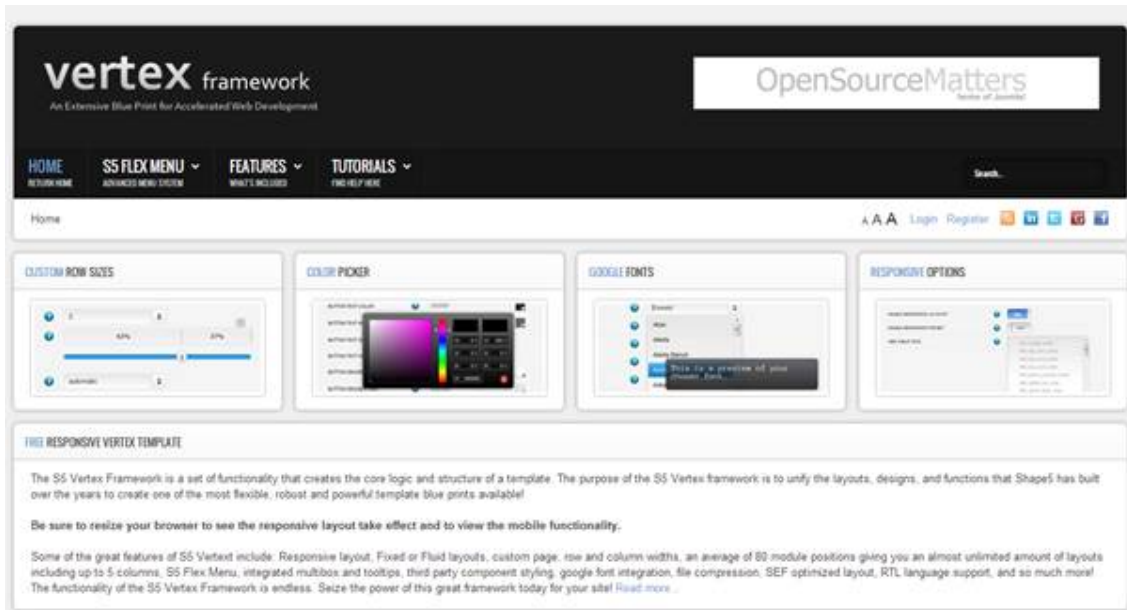 vertex framework
An Extensive Blue Print for Accelerated Web Development
OpenSourceMatters
HOME
RETURN HOME
S5 FLEX MENU
ADVANCED MENU SYSTEM
FEATURES
WHAT'S INCLUDED
TUTORIALS
FIND HELP HERE
Search...
Home
A A A Login Register
CUSTOM ROW SIZES
COLOR PICKER
GOOGLE FONTS
RESPONSIVE OPTIONS
automatic
This is a preview of your
chosen font.
FREE RESPONSIVE VERTEX TEMPLATE
The S5 Vertex Framework is a set of functionality that creates the core logic and structure of a template. The purpose of the S5 Vertex framework is to unify the layouts, designs, and functions that Shape5 has built
over the years to create one of the most flexible, robust and powerful template blue prints available!
Be sure to resize your browser to see the responsive layout take effect and to view the mobile functionality.
Some of the great features of S5 Vertext include: Responsive layout, Fixed or Fluid layouts, custom page, row and column widths, an average of 80 module positions giving you an almost unlimited amount of layouts
including up to 5 columns, S5 Flex Menu, integrated multibox and tooltips, third party component styling, google font integration, file compression, SEF optimized layout, RTL language support, and so much more!
The functionality of the S5 Vertex Framework is endless. Seize the power of this great framework today for your site! Read more...